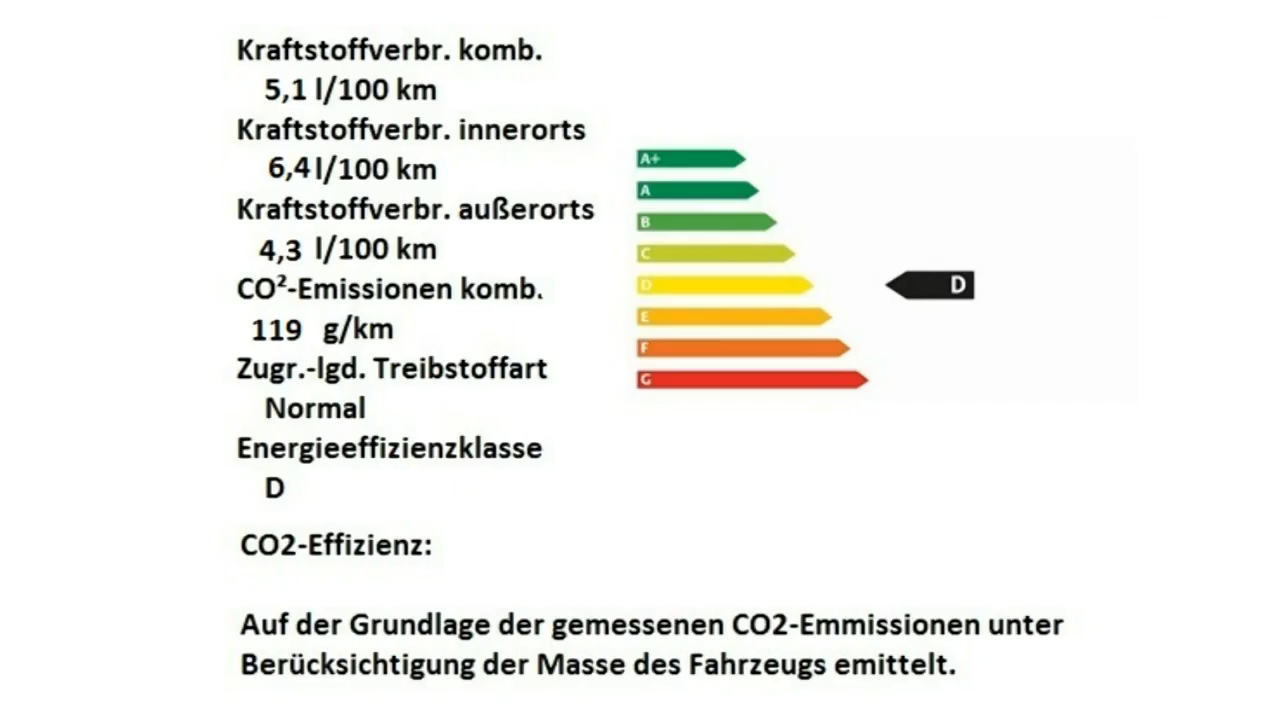 Kraftstoffverbr. komb.
5,1 l/100 km
Kraftstoffverbr. innerorts
6,4 l/100 km
Kraftstoffverbr. außerorts
4,3 l/100 km
CO²-Emissionen komb.
119 g/km
Zugr.-lgd. Treibstoffart
Normal
Energieeffizienzklasse
D
A+
A
B
C
D
D
E
F
G
CO2-Effizienz:
Auf der Grundlage der gemessenen CO2-Emmissionen unter
Berücksichtigung der Masse des Fahrzeugs emittelt.